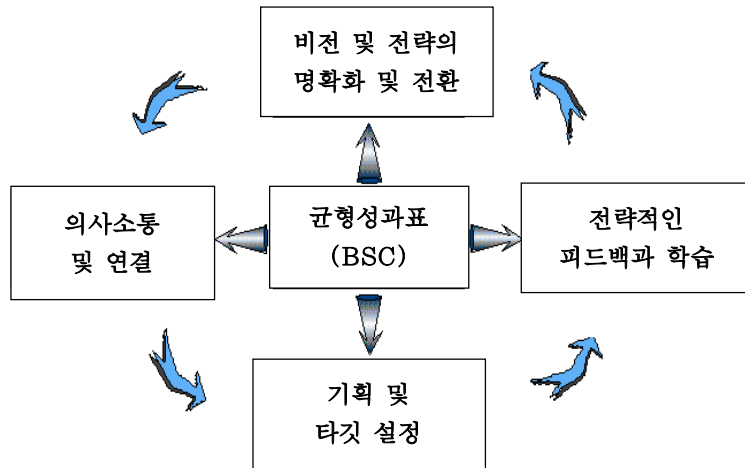 비전 및 전략의
명확화 및 전환
의사소통
및 연결
균형성과표
(BSC)
전략적인
피드백과 학습
기획 및
타깃 설정